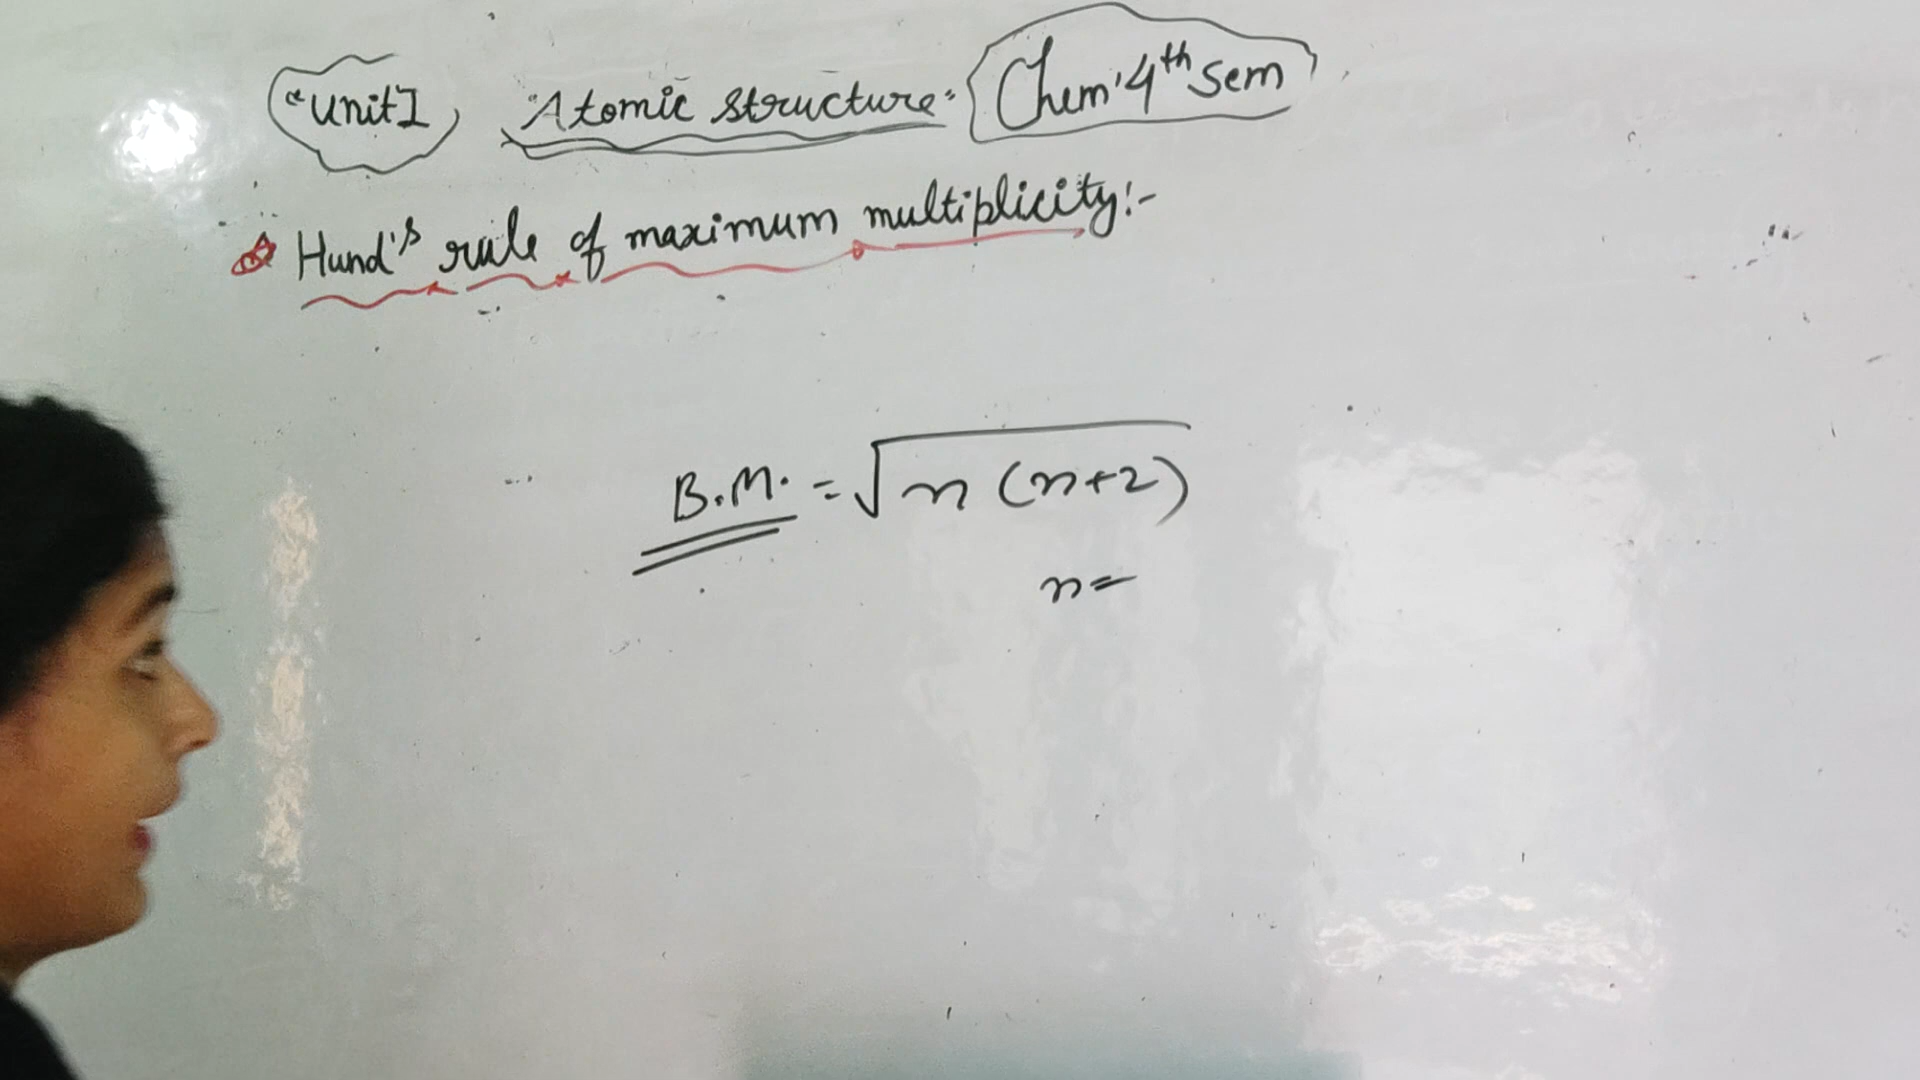 "Unit I" "Atomic structure" Chem' 4th Sem
Hund's rule of maximum multiplicity:-
B.M. = √n (n+2)
n=